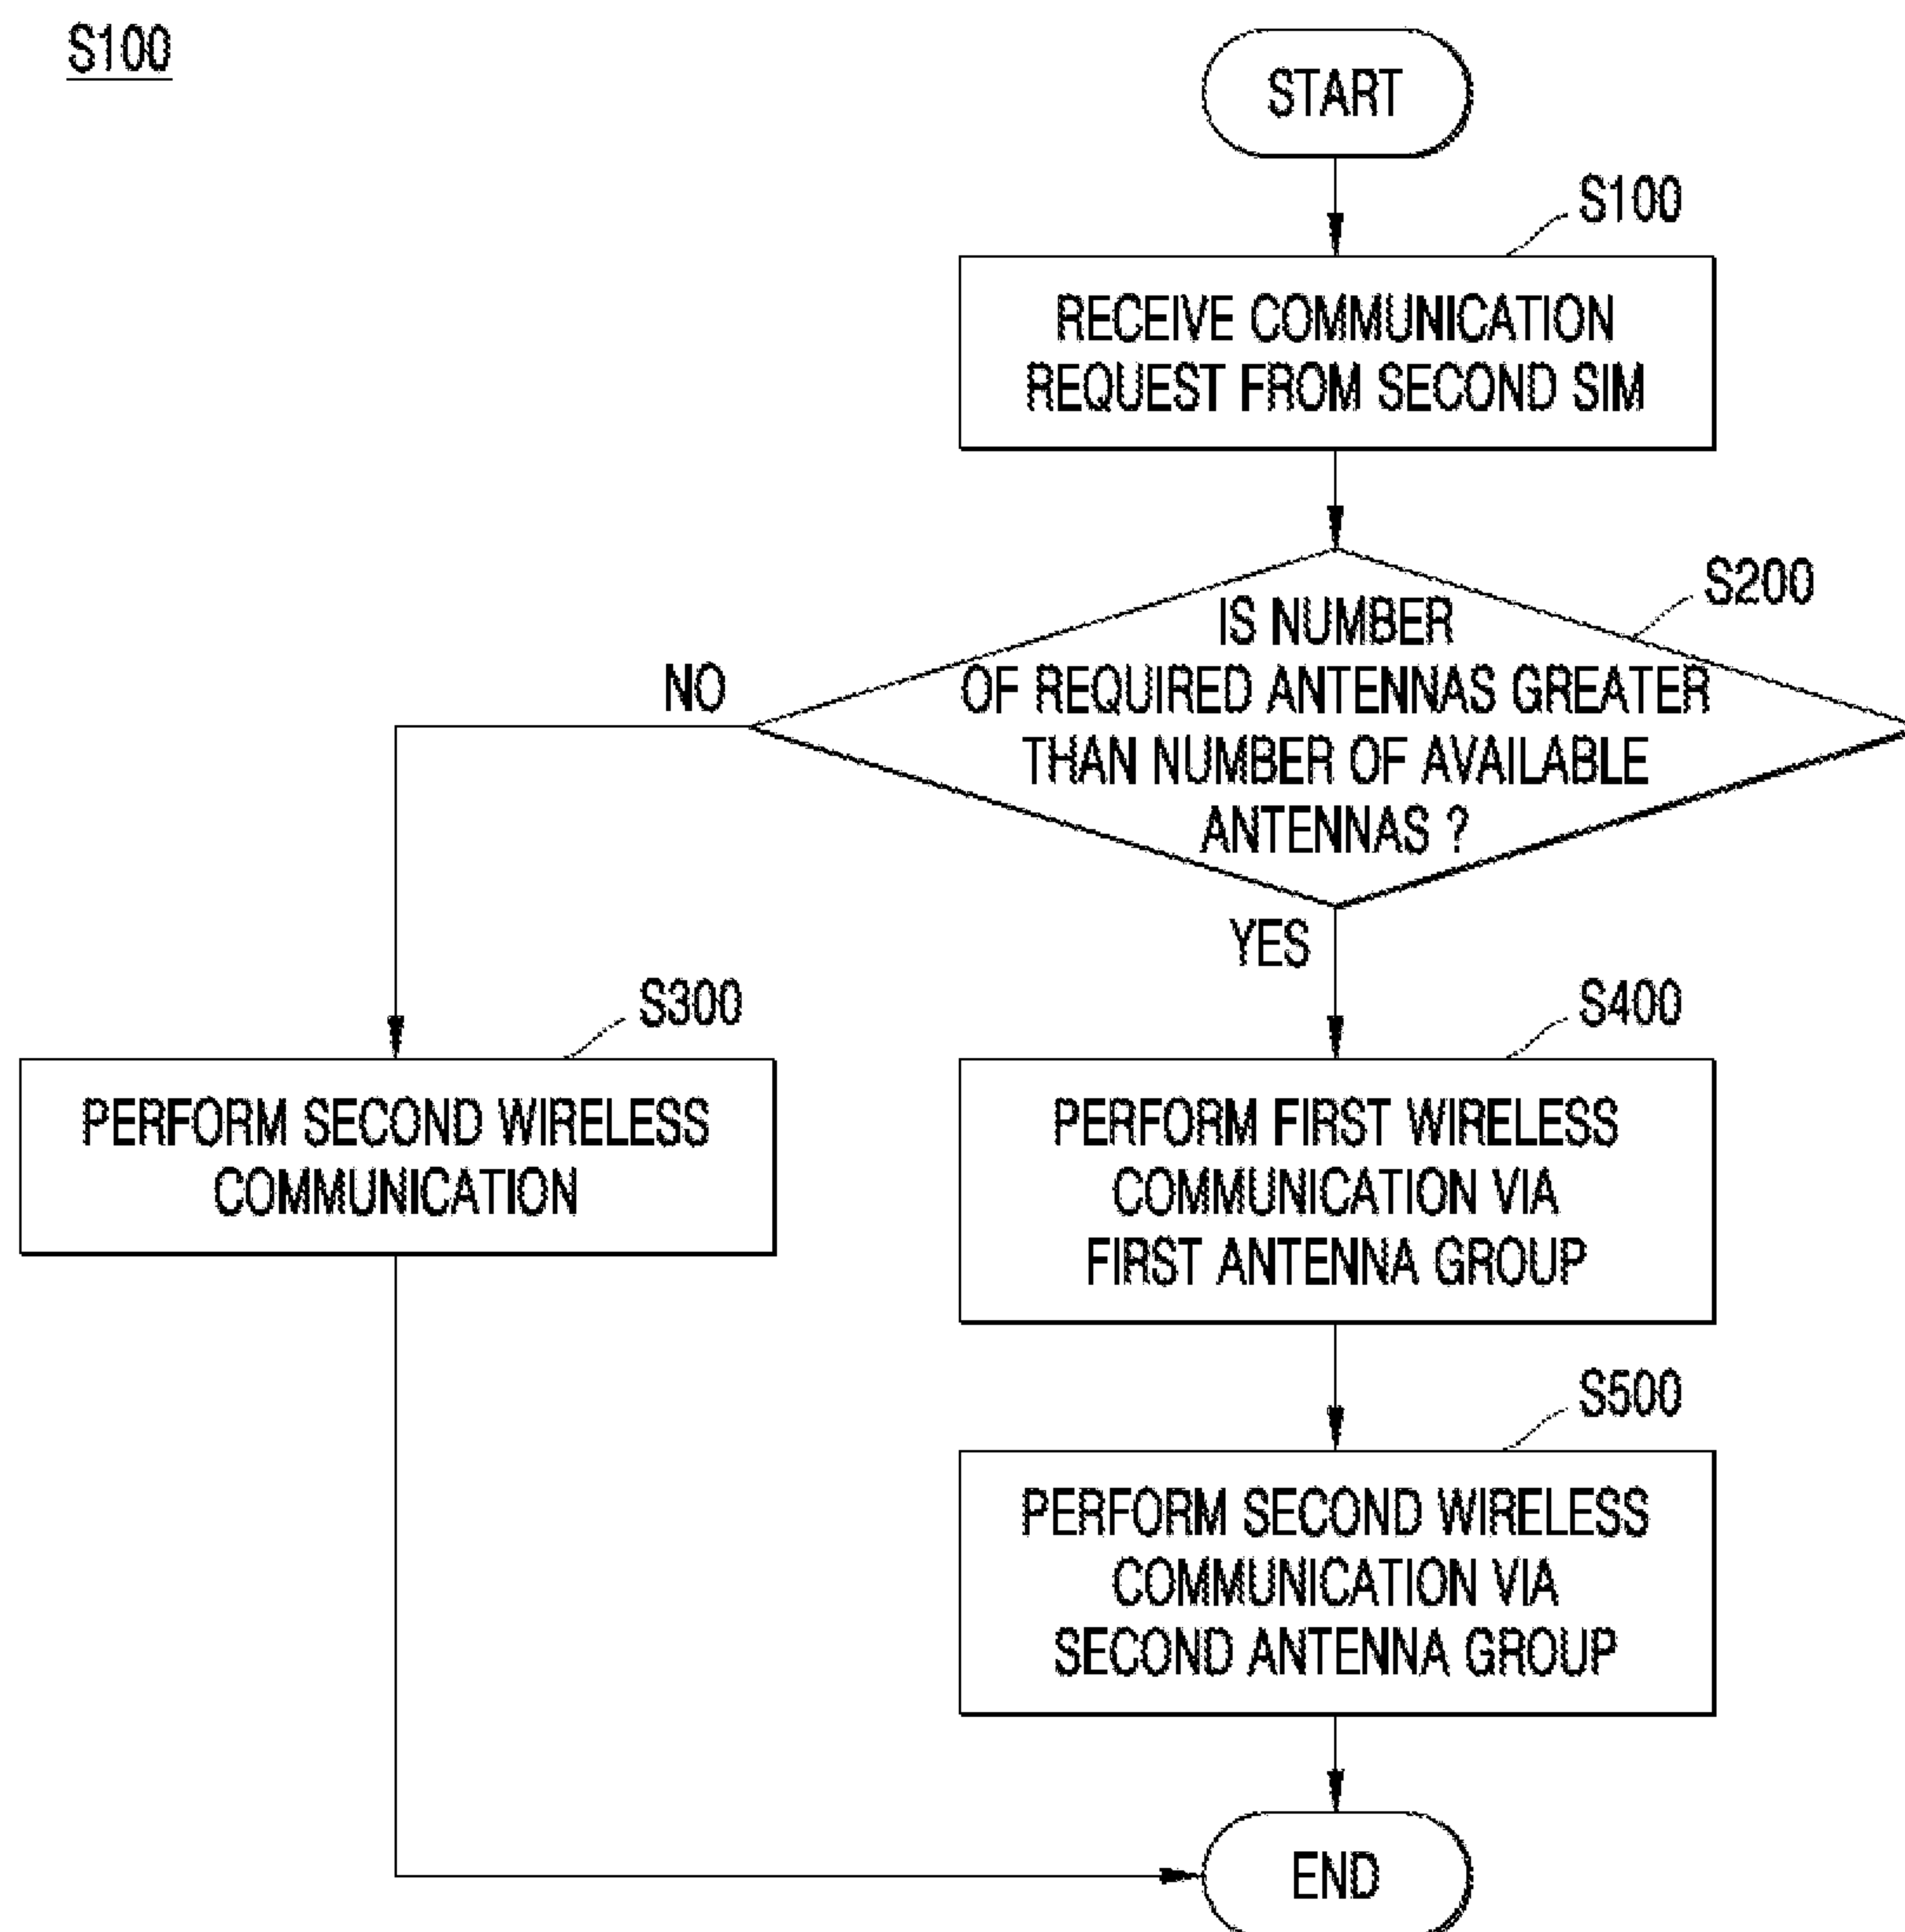 S100
START
S100
RECEIVE COMMUNICATION
REQUEST FROM SECOND SIM
S200
IS NUMBER
OF REQUIRED ANTENNAS GREATER
THAN NUMBER OF AVAILABLE
ANTENNAS ?
NO
YES
S300
PERFORM SECOND WIRELESS
COMMUNICATION
S400
PERFORM FIRST WIRELESS
COMMUNICATION VIA
FIRST ANTENNA GROUP
S500
PERFORM SECOND WIRELESS
COMMUNICATION VIA
SECOND ANTENNA GROUP
END